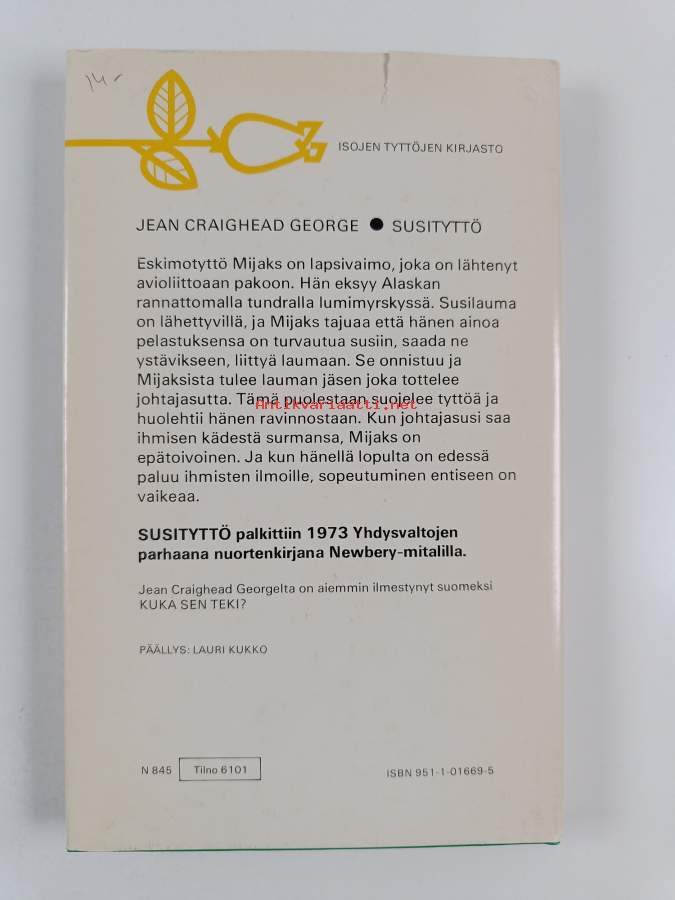 14-
ISOJEN TYTTÖJEN KIRJASTO
JEAN CRAIGHEAD GEORGE ● SUSITYTTÖ
Eskimotyttö Mijaks on lapsivaimo, joka on lähtenyt
avioliittoaan pakoon. Hän eksyy Alaskan
rannattomalla tundralla lumimyrskyssä. Susilauma
on lähettyvillä, ja Mijaks tajuaa että hänen ainoa
pelastuksensa on turvautua susiin, saada ne
ystävikseen, liittyä laumaan. Se onnistuu ja
Mijaksista tulee lauman jäsen joka tottelee
johtajasutta. Tämä puolestaan suojelee tyttöä ja
Antikvariaatti.net
huolehtii hänen ravinnostaan. Kun johtajasusi saa
ihmisen kädestä surmansa, Mijaks on
epätoivoinen. Ja kun hänellä lopulta on edessä
paluu ihmisten ilmoille, sopeutuminen entiseen on
vaikeaa.
SUSITYTTÖ palkittiin 1973 Yhdysvaltojen
parhaana nuortenkirjana Newbery-mitalilla.
Jean Craighead Georgelta on aiemmin ilmestynyt suomeksi
KUKA SEN TEKI?
PÄÄLLYS: LAURI KUKKO
N 845 Tilno 6101
ISBN 951-1-01669-5